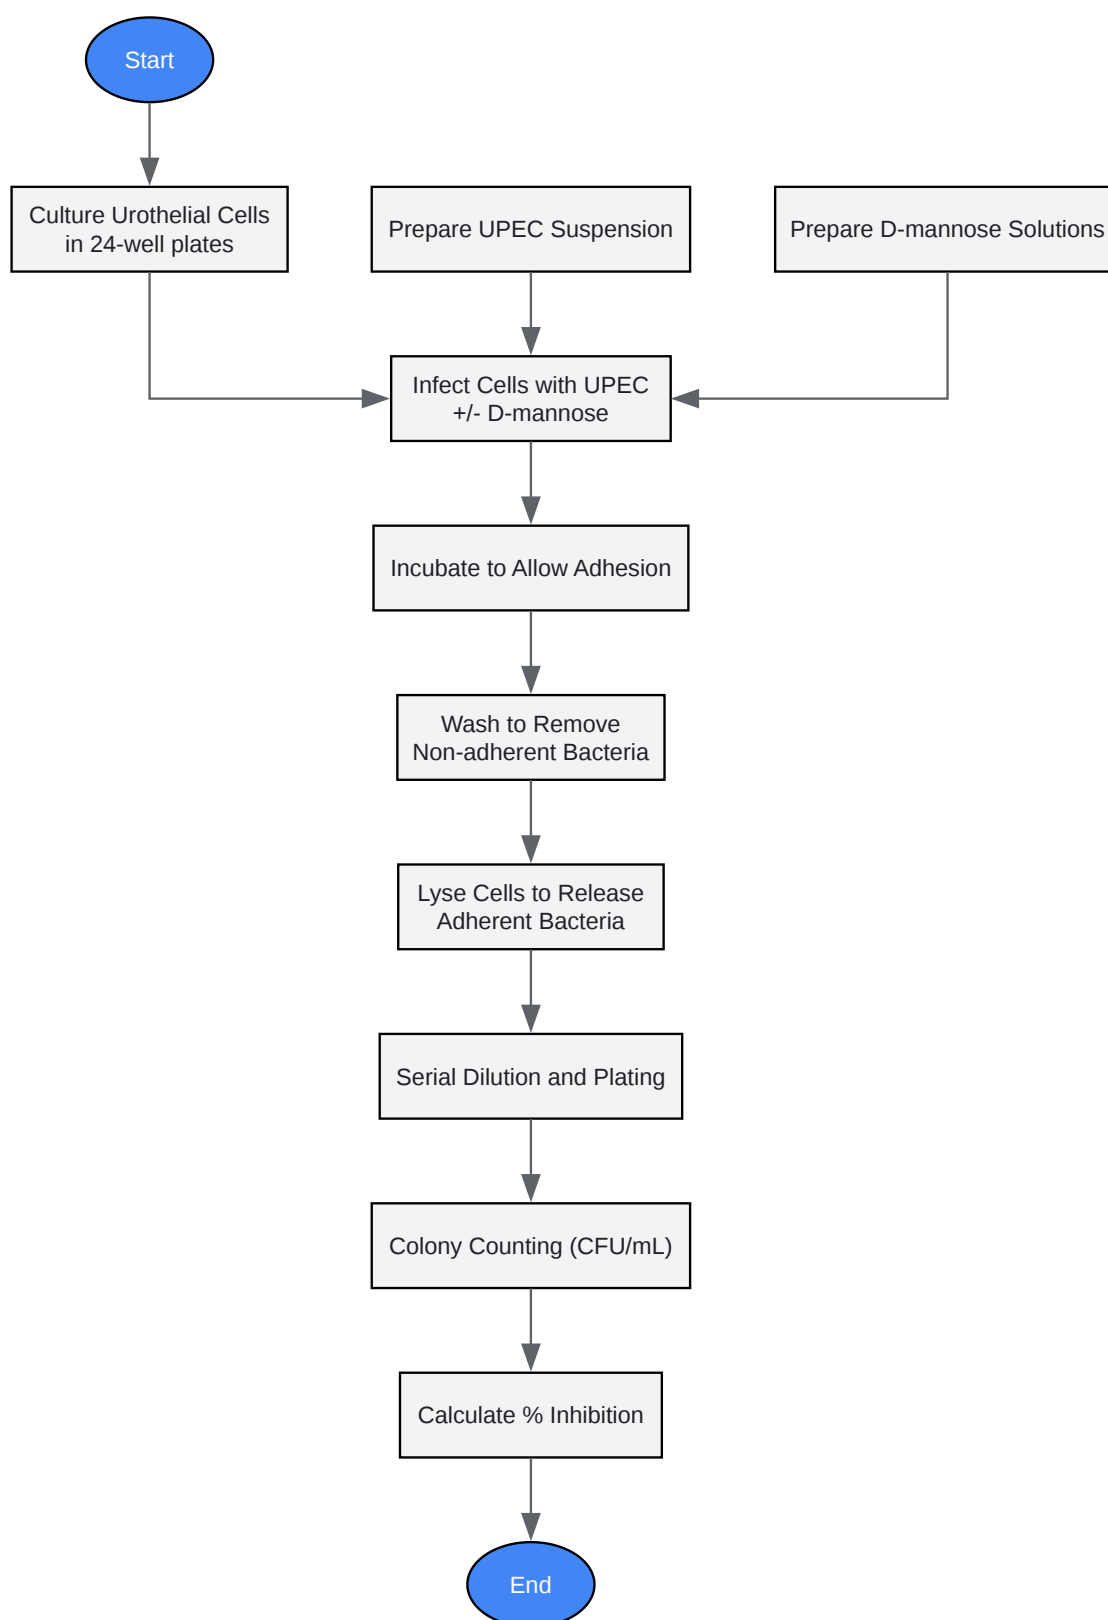 Start
Culture Urothelial Cells
in 24-well plates
Prepare UPEC Suspension
Prepare D-mannose Solutions
Infect Cells with UPEC
+/- D-mannose
Incubate to Allow Adhesion
Wash to Remove
Non-adherent Bacteria
Lyse Cells to Release
Adherent Bacteria
Serial Dilution and Plating
Colony Counting (CFU/mL)
Calculate % Inhibition
End